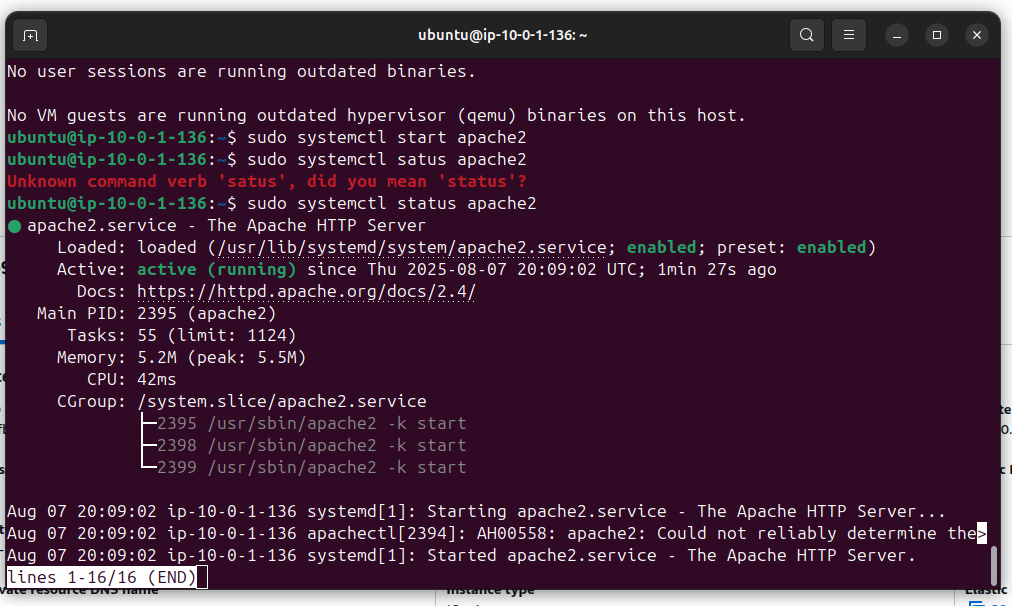 ubuntu@ip-10-0-1-136: ~
No user sessions are running outdated binaries.
No VM guests are running outdated hypervisor (qemu) binaries on this host.
ubuntu@ip-10-0-1-136:~$ sudo systemctl start apache2
ubuntu@ip-10-0-1-136:~$ sudo systemctl satus apache2
Unknown command verb 'satus', did you mean 'status'?
ubuntu@ip-10-0-1-136:~$ sudo systemctl status apache2
● apache2.service - The Apache HTTP Server
Loaded: loaded (/usr/lib/systemd/system/apache2.service; enabled; preset: enabled)
Active: active (running) since Thu 2025-08-07 20:09:02 UTC; 1min 27s ago
Docs: https://httpd.apache.org/docs/2.4/
Main PID: 2395 (apache2)
Tasks: 55 (limit: 1124)
Memory: 5.2M (peak: 5.5M)
CPU: 42ms
CGroup: /system.slice/apache2.service
├─2395 /usr/sbin/apache2 -k start
├─2398 /usr/sbin/apache2 -k start
└─2399 /usr/sbin/apache2 -k start
Aug 07 20:09:02 ip-10-0-1-136 systemd[1]: Starting apache2.service - The Apache HTTP Server...
Aug 07 20:09:02 ip-10-0-1-136 apachectl[2394]: AH00558: apache2: Could not reliably determine the>
Aug 07 20:09:02 ip-10-0-1-136 systemd[1]: Started apache2.service - The Apache HTTP Server.
lines 1-16/16 (END)
resource DNS name
Instance type
Elastic